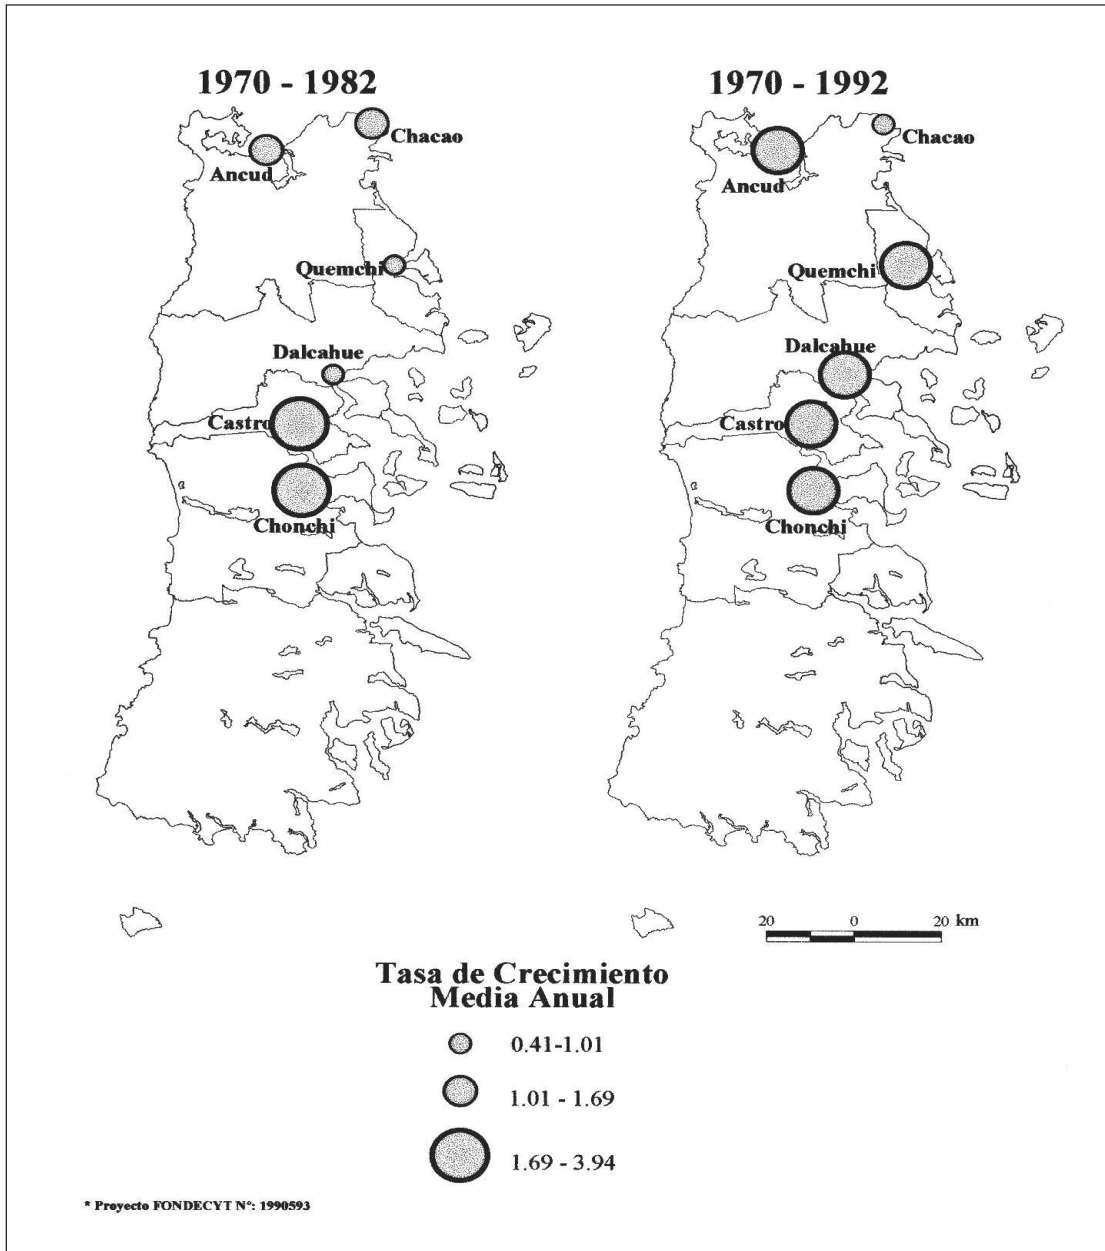 1970 - 1982
Chacao
Ancud
Quemchi
Dalcahue
Castro
Chonchi
1970 - 1992
Chacao
Ancud
Quemchi
Dalcahue
Castro
Chonchi
20 0 20 km
Tasa de Crecimiento
Media Anual
0.41-1.01
1.01 - 1.69
1.69 - 3.94
* Proyecto FONDECYT Nº: 1990593